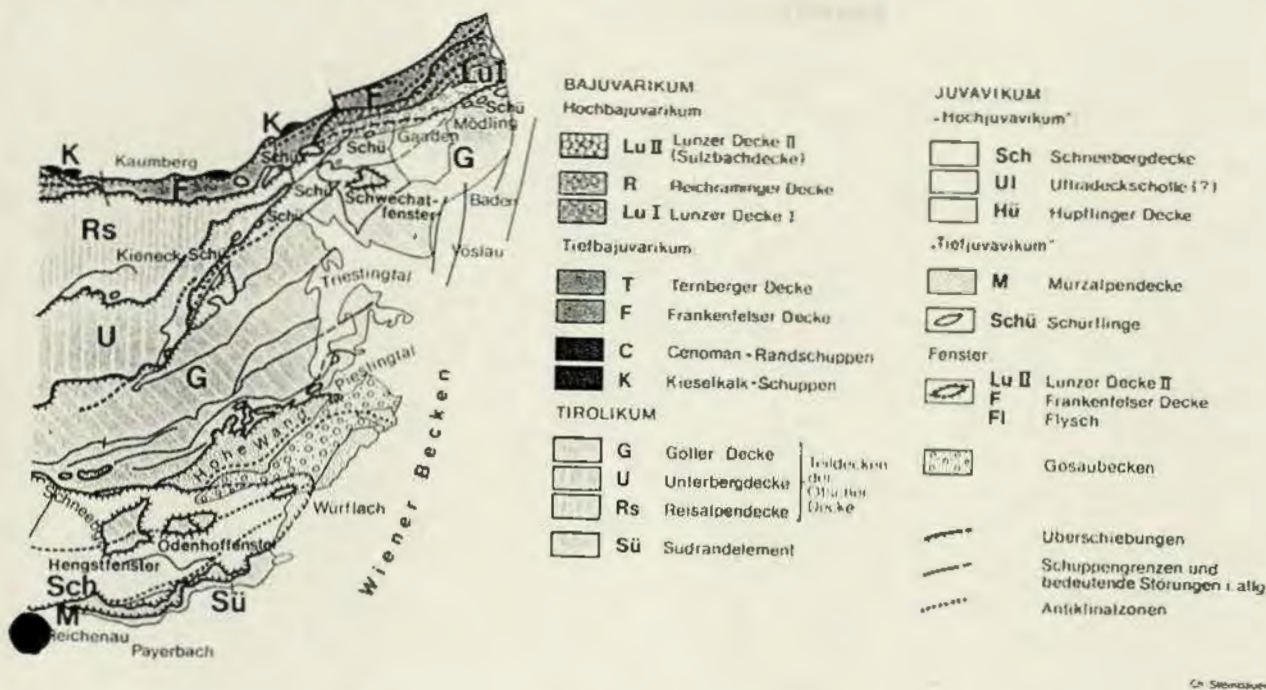 K
Kaumberg
K
F
F
Lu I
Schü
Mödling
Gaaden
Schü
Schü
G
Schü
Schwechat-
fenster
Baden
Schü
Rs
Kieneck
Schü
Vöslau
Triestingtal
U
G
Piestingtal
Hohe Wand
Wiener Becken
Schneeberg
Würflach
Ödenhoffenster
Hengstfenster
Sch
Sü
M
Reichenau
Payerbach
BAJUVARIKUM
Hochbajuvarikum
Lu II Lunzer Decke II
(Sulzbachdecke)
R Reichraminger Decke
Lu I Lunzer Decke I
Tiefbajuvarikum
T Ternberger Decke
F Frankenfelser Decke
C Cenoman-Randschuppen
K Kieselkalk-Schuppen
TIROLIKUM
G Göller Decke
U Unterbergdecke
Rs Reisalpendecke
Teildecken
der
Ötscher
Decke
Sü Südrandelement
JUVAVIKUM
„Hochjuvavikum"
Sch Schneebergdecke
Ul Ultradeckscholle (?)
Hü Hüpflinger Decke
„Tiefjuvavikum"
M Mürzalpendecke
Schü Schürflinge
Fenster
Lu II Lunzer Decke II
F Frankenfelser Decke
Fl Flysch
Gosaubecken
Überschiebungen
Schuppengrenzen und
bedeutende Störungen i. allg
Antiklinalzonen